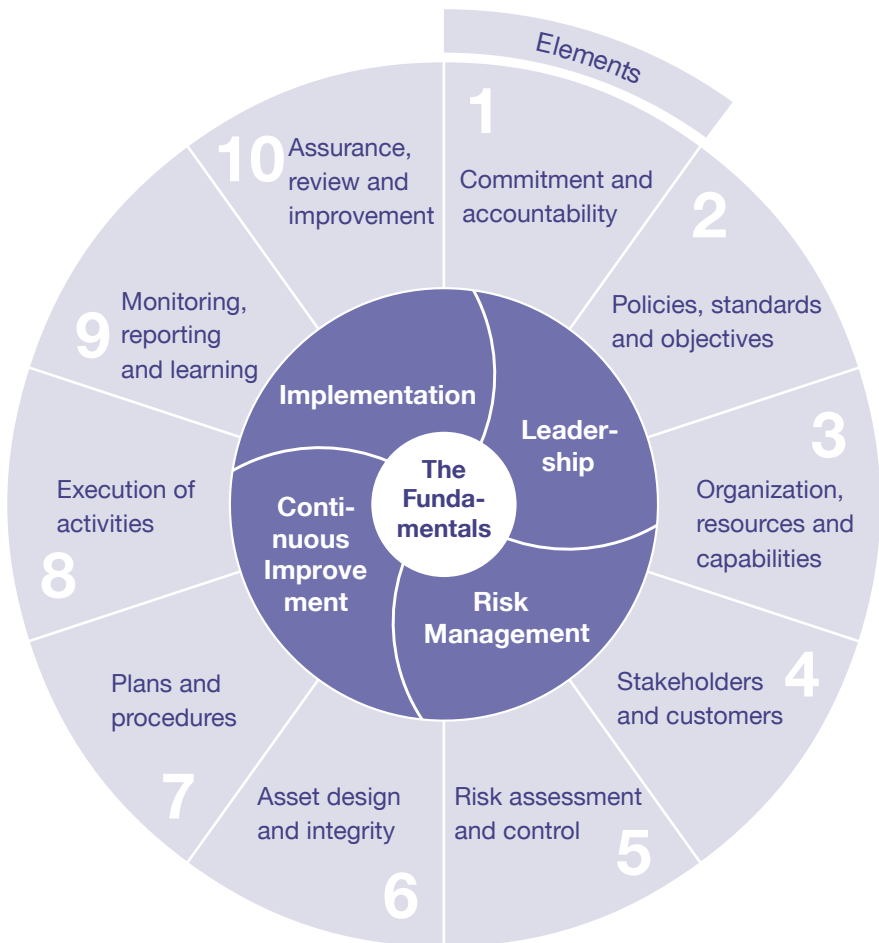 Elements
1
Commitment and
accountability
2
Policies, standards
and objectives
3
Organization,
resources and
capabilities
4
Stakeholders
and customers
5
Risk assessment
and control
6
Asset design
and integrity
7
Plans and
procedures
8
Execution of
activities
9
Monitoring,
reporting
and learning
10
Assurance,
review and
improvement
The
Funda-
mentals
Leader-
ship
Risk
Management
Conti-
nuous
Improve
ment
Implementation